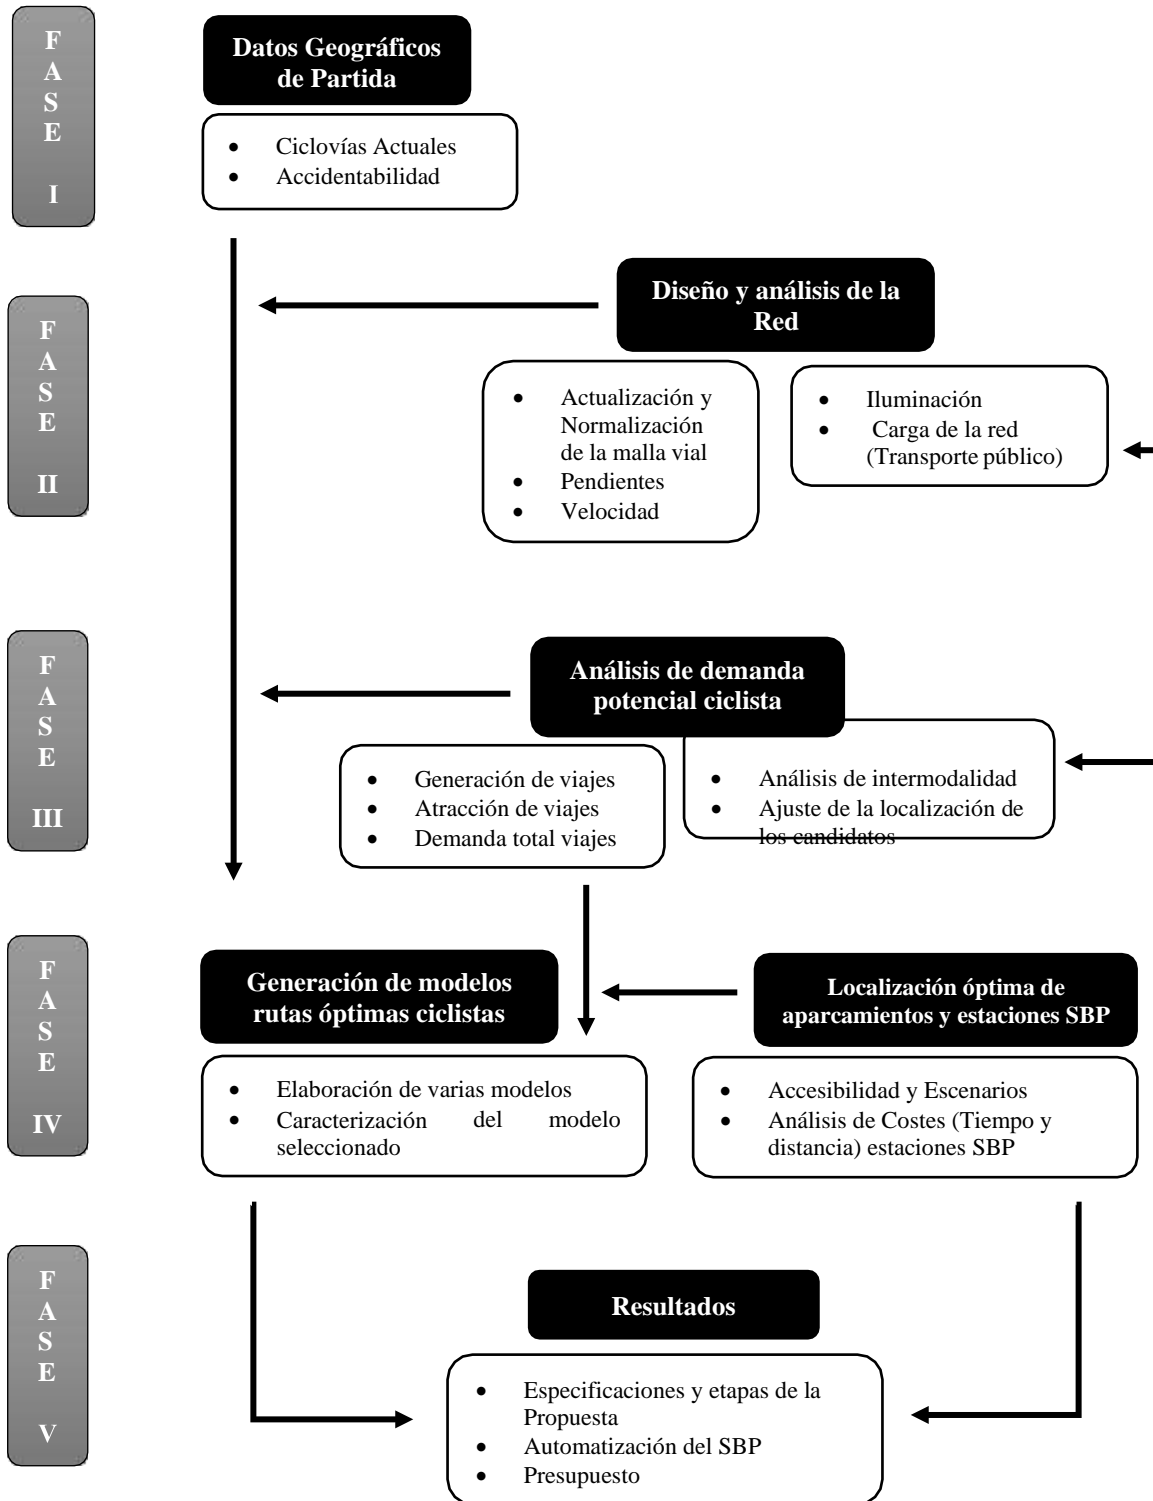 F
A
S
E
I
Datos Geográficos
de Partida
• Ciclovías Actuales
• Accidentabilidad
F
A
S
E
II
Diseño y análisis de la
Red
• Actualización y
Normalización
de la malla vial
• Pendientes
• Velocidad
• Iluminación
• Carga de la red
(Transporte público)
F
A
S
E
III
Análisis de demanda
potencial ciclista
• Generación de viajes
• Atracción de viajes
• Demanda total viajes
• Análisis de intermodalidad
• Ajuste de la localización de
los candidatos
F
A
S
E
IV
Generación de modelos
rutas óptimas ciclistas
• Elaboración de varias modelos
• Caracterización del modelo
seleccionado
Localización óptima de
aparcamientos y estaciones SBP
• Accesibilidad y Escenarios
• Análisis de Costes (Tiempo y
distancia) estaciones SBP
F
A
S
E
V
Resultados
• Especificaciones y etapas de la
Propuesta
• Automatización del SBP
• Presupuesto